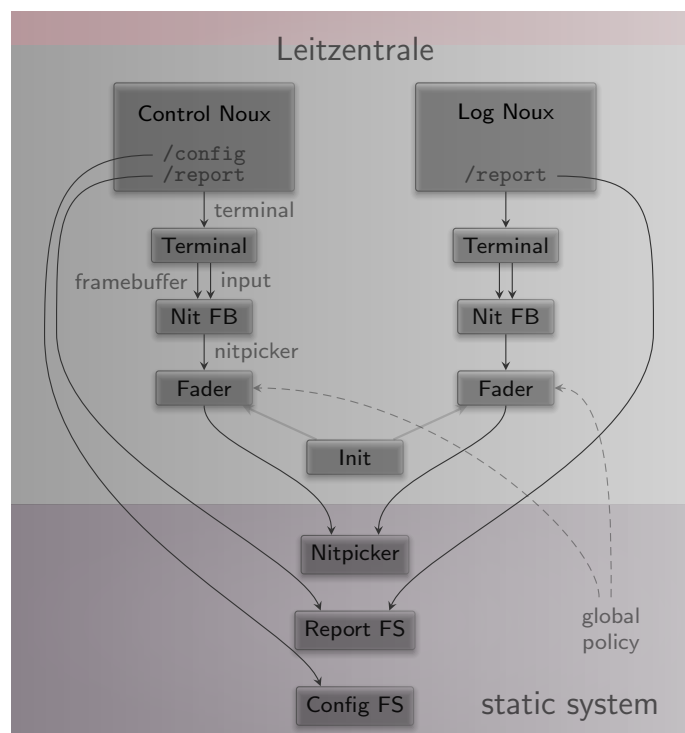 Leitzentrale
Control Noux
Log Noux
/config
/report
/report
terminal
Terminal
Terminal
framebuffer
input
Nit FB
Nit FB
nitpicker
Fader
Fader
Init
Nitpicker
Report FS
global
policy
Config FS
static system